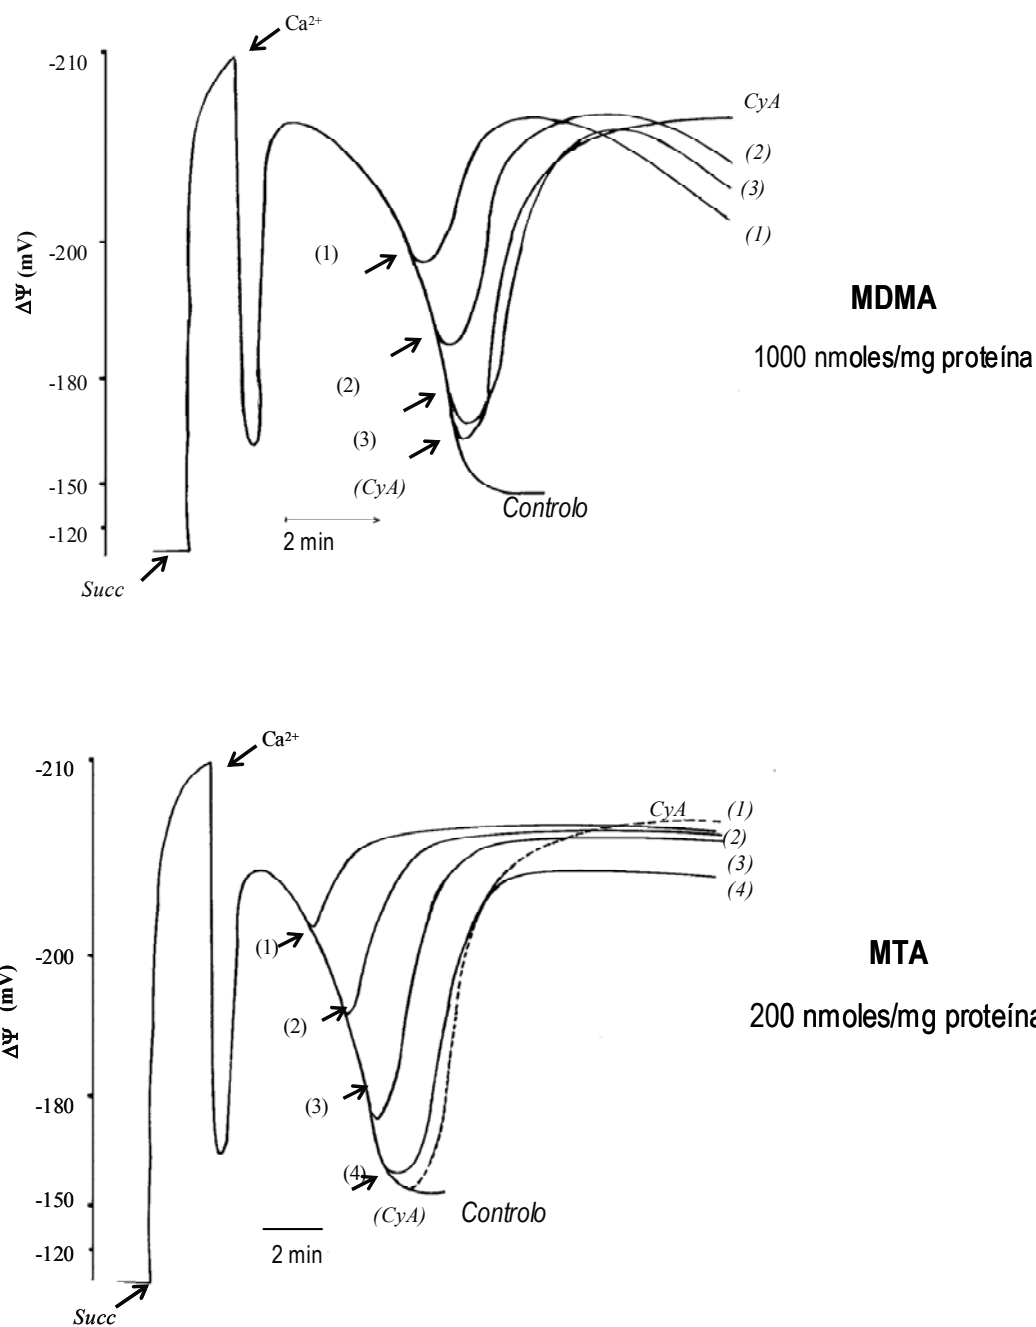 Ca²⁺
-210
CyA
(2)
(3)
(1)
-200
(1)
ΔΨ (mV)
MDMA
1000 nmoles/mg proteína
-180
(2)
(3)
(CyA)
-150
Controlo
-120
2 min
Succ
Ca²⁺
-210
CyA
(1)
(2)
(3)
(4)
(1)
-200
MTA
ΔΨ (mV)
200 nmoles/mg proteína
(2)
-180
(3)
(4)
-150
(CyA)
Controlo
-120
2 min
Succ